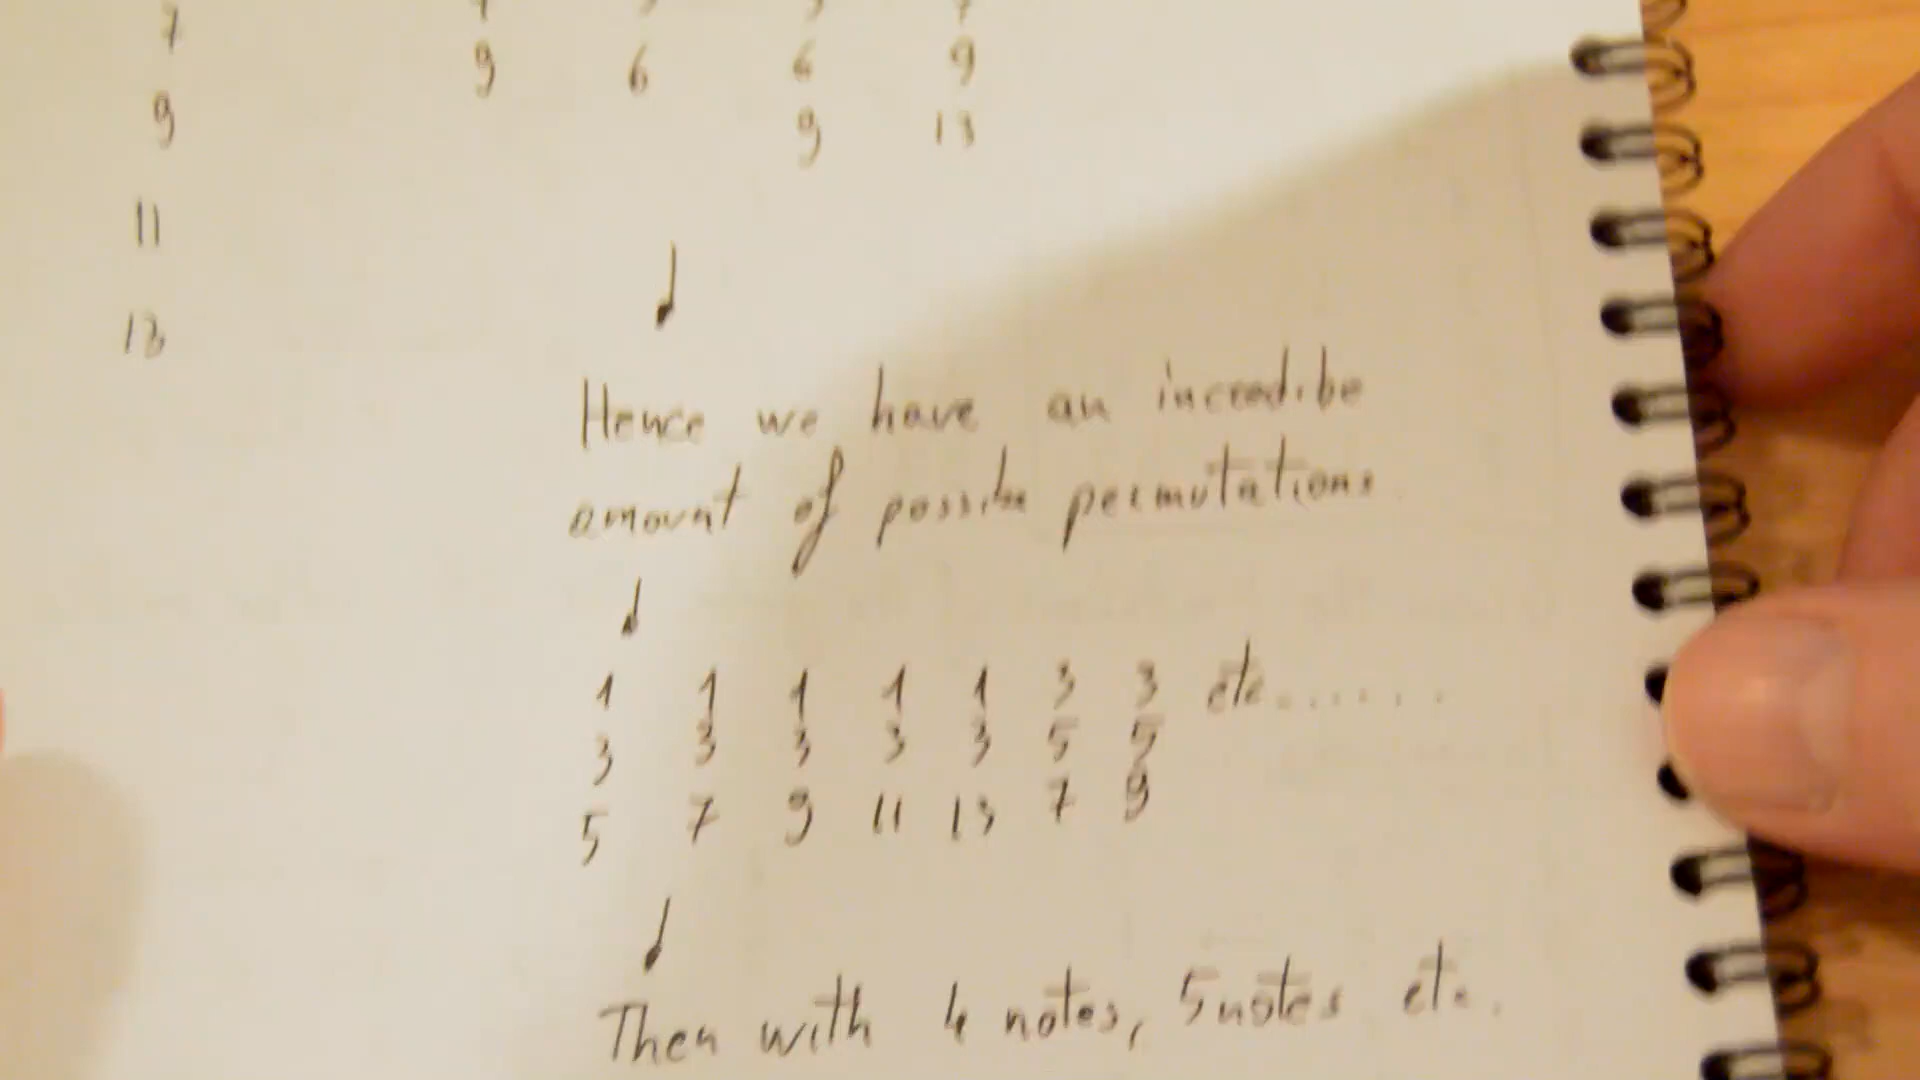 7
9 6 6 9
9 9 13
11
13
Hence we have an incredibe
amount of possible permutations
1 1 1 1 1 3 3 etc......
3 3 3 3 3 5 5
5 7 9 11 13 7 9
Then with 4 notes, 5 notes etc.